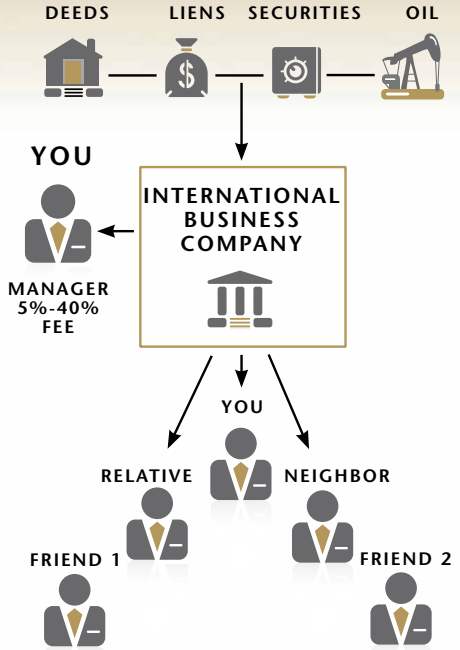 DEEDS LIENS SECURITIES OIL
$
YOU
MANAGER
5%-40%
FEE
INTERNATIONAL
BUSINESS
COMPANY
YOU
RELATIVE
NEIGHBOR
FRIEND 1
FRIEND 2